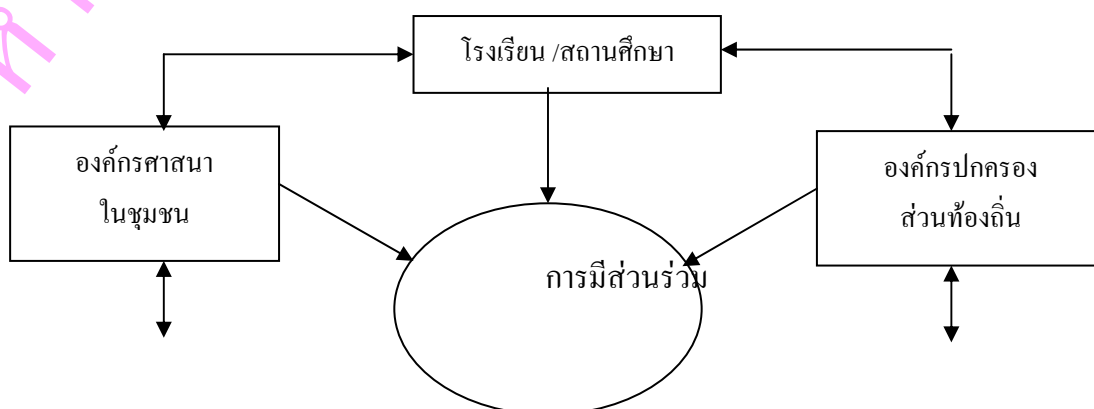 โรงเรียน /สถานศึกษา
องค์กรศาสนา
ในชุมชน
องค์กรปกครอง
ส่วนท้องถิ่น
การมีส่วนร่วม